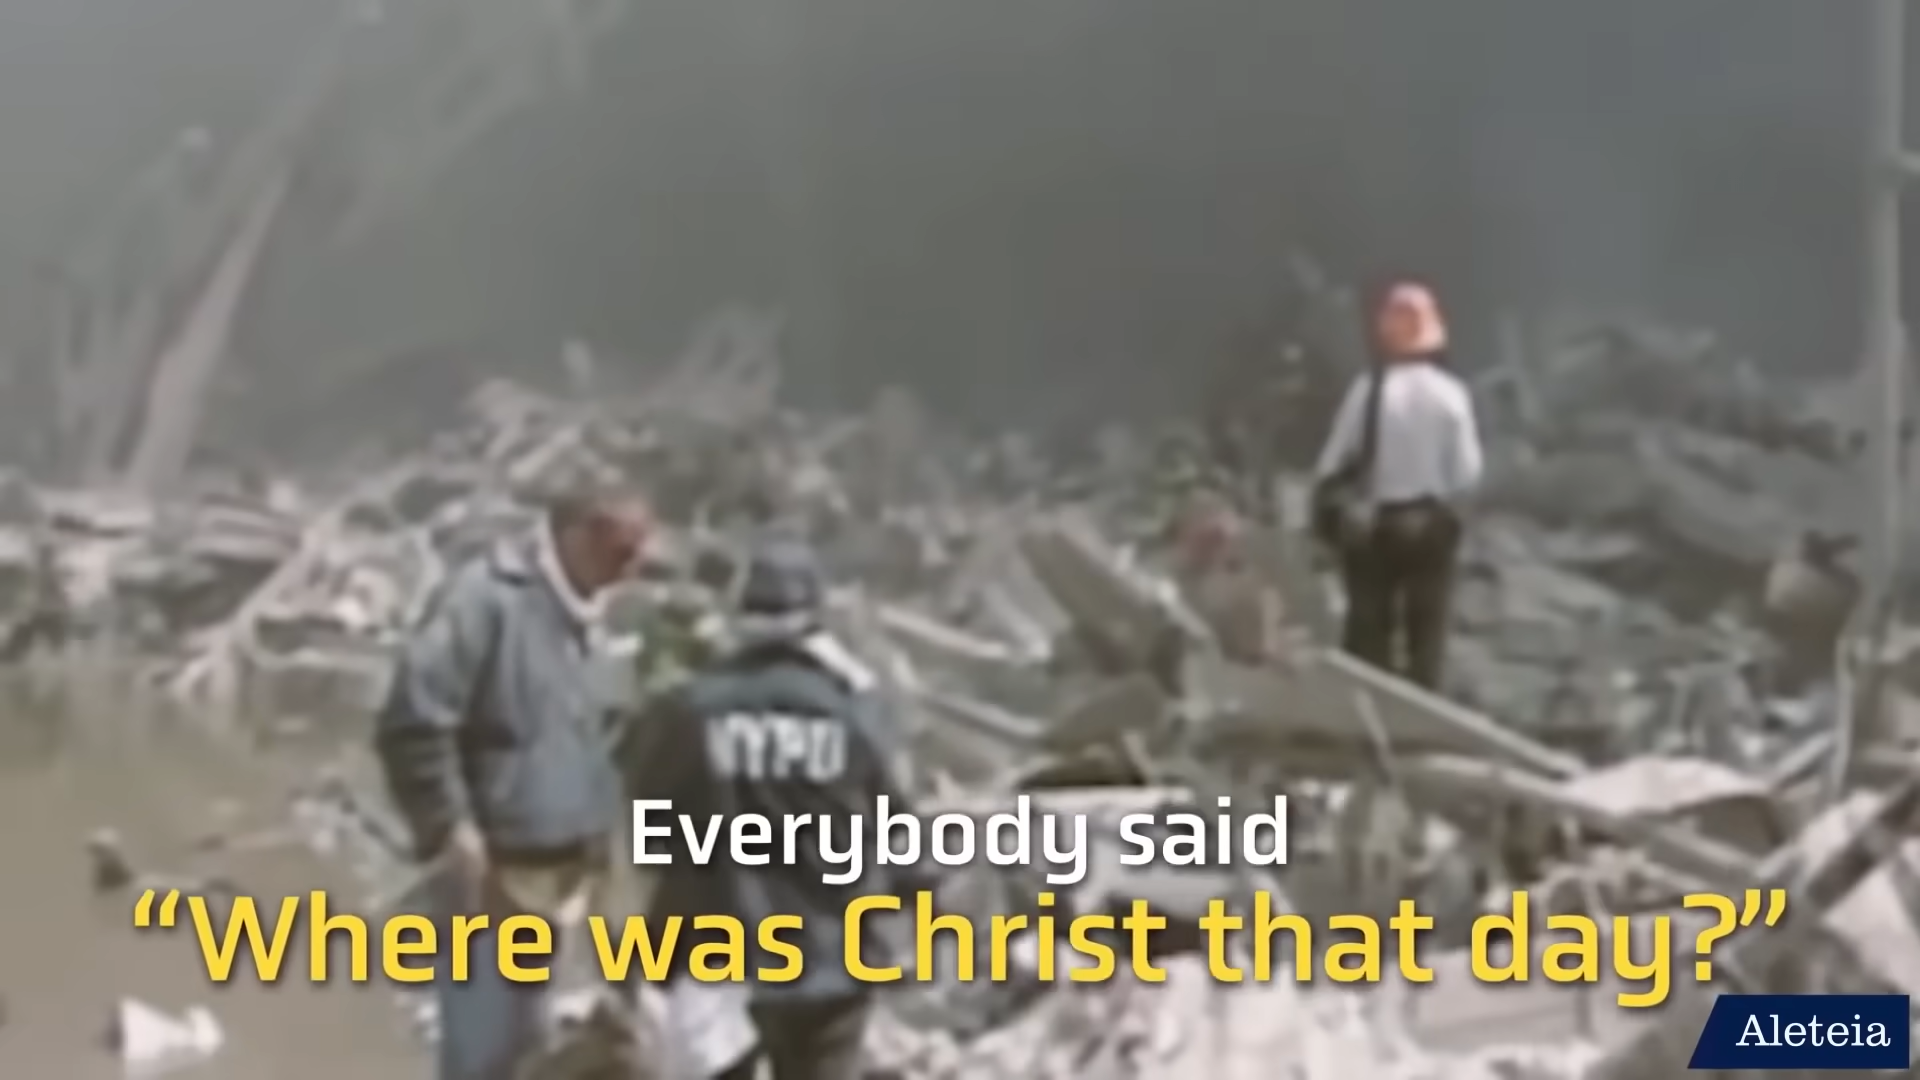 NYPD
Everybody said
“Where was Christ that day?”
Aleteia